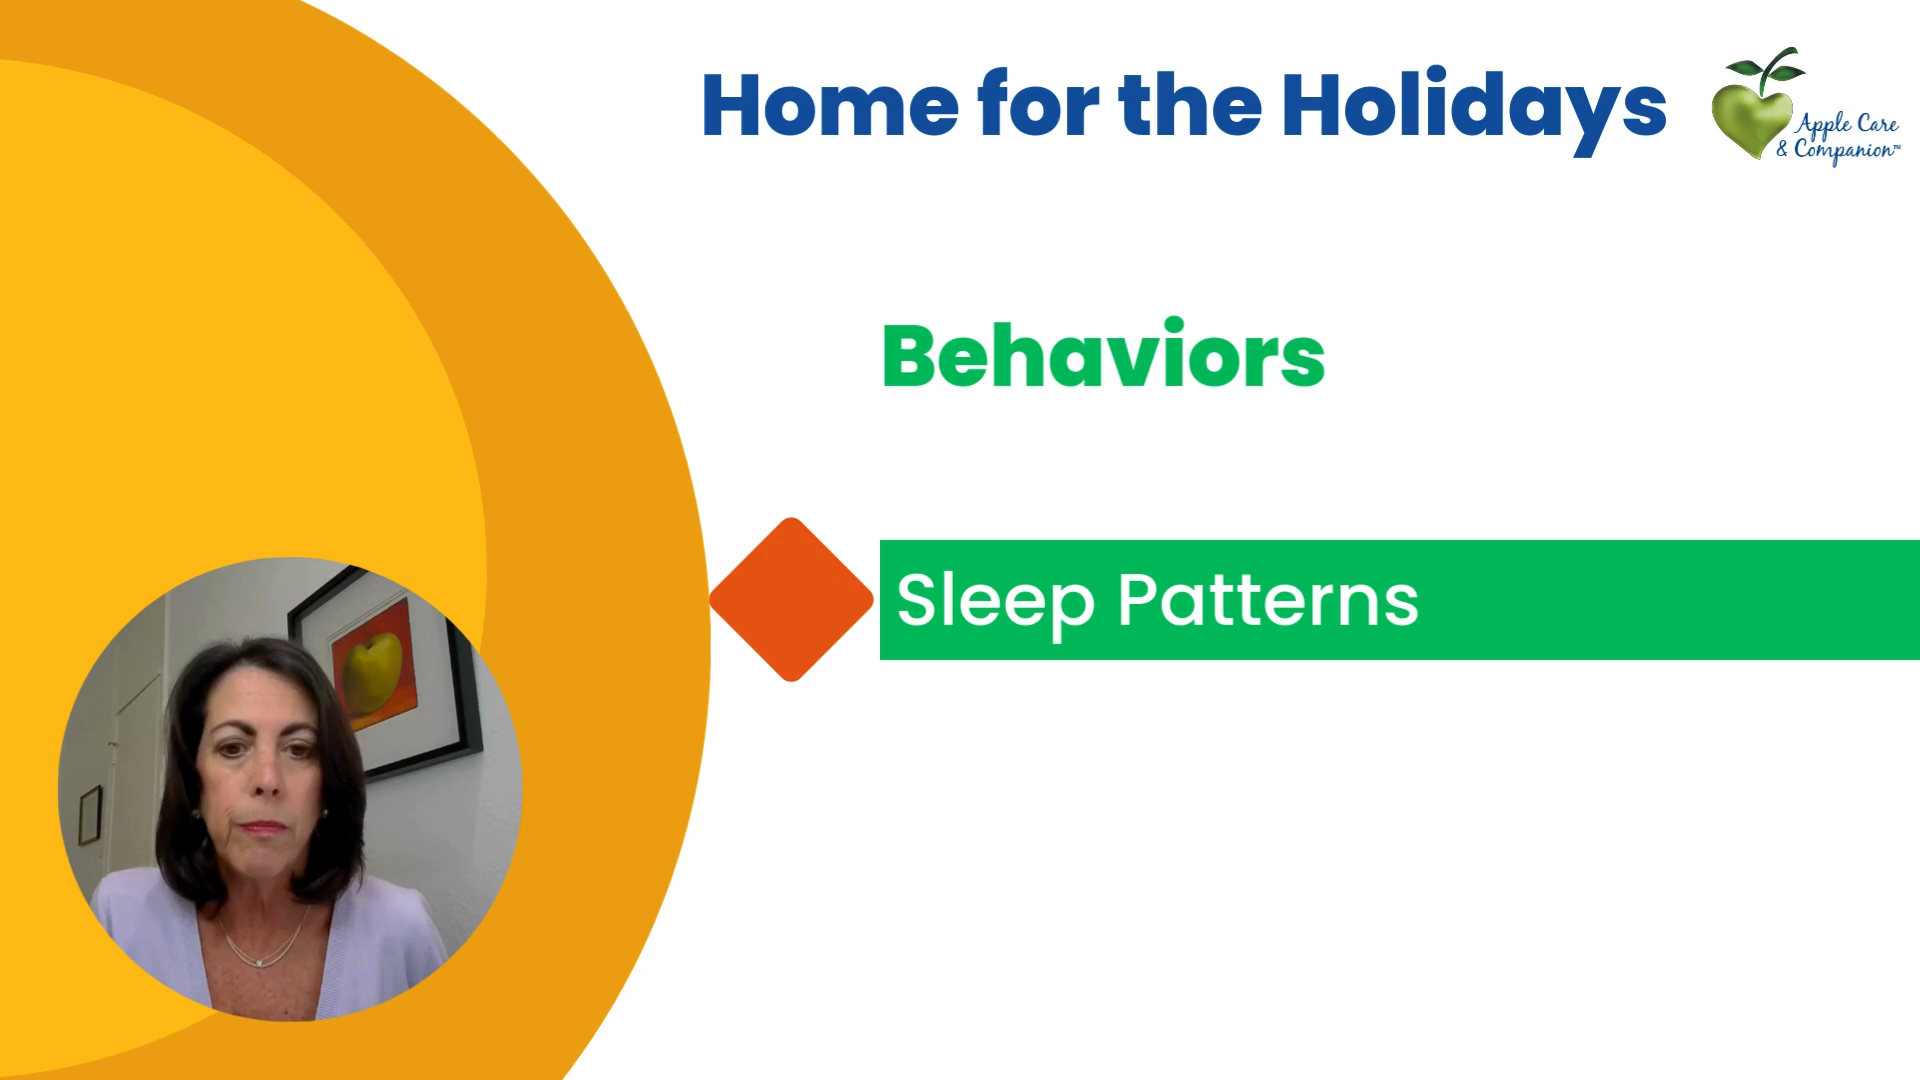 Home for the Holidays
Apple Care
& Companion™
Behaviors
Sleep Patterns